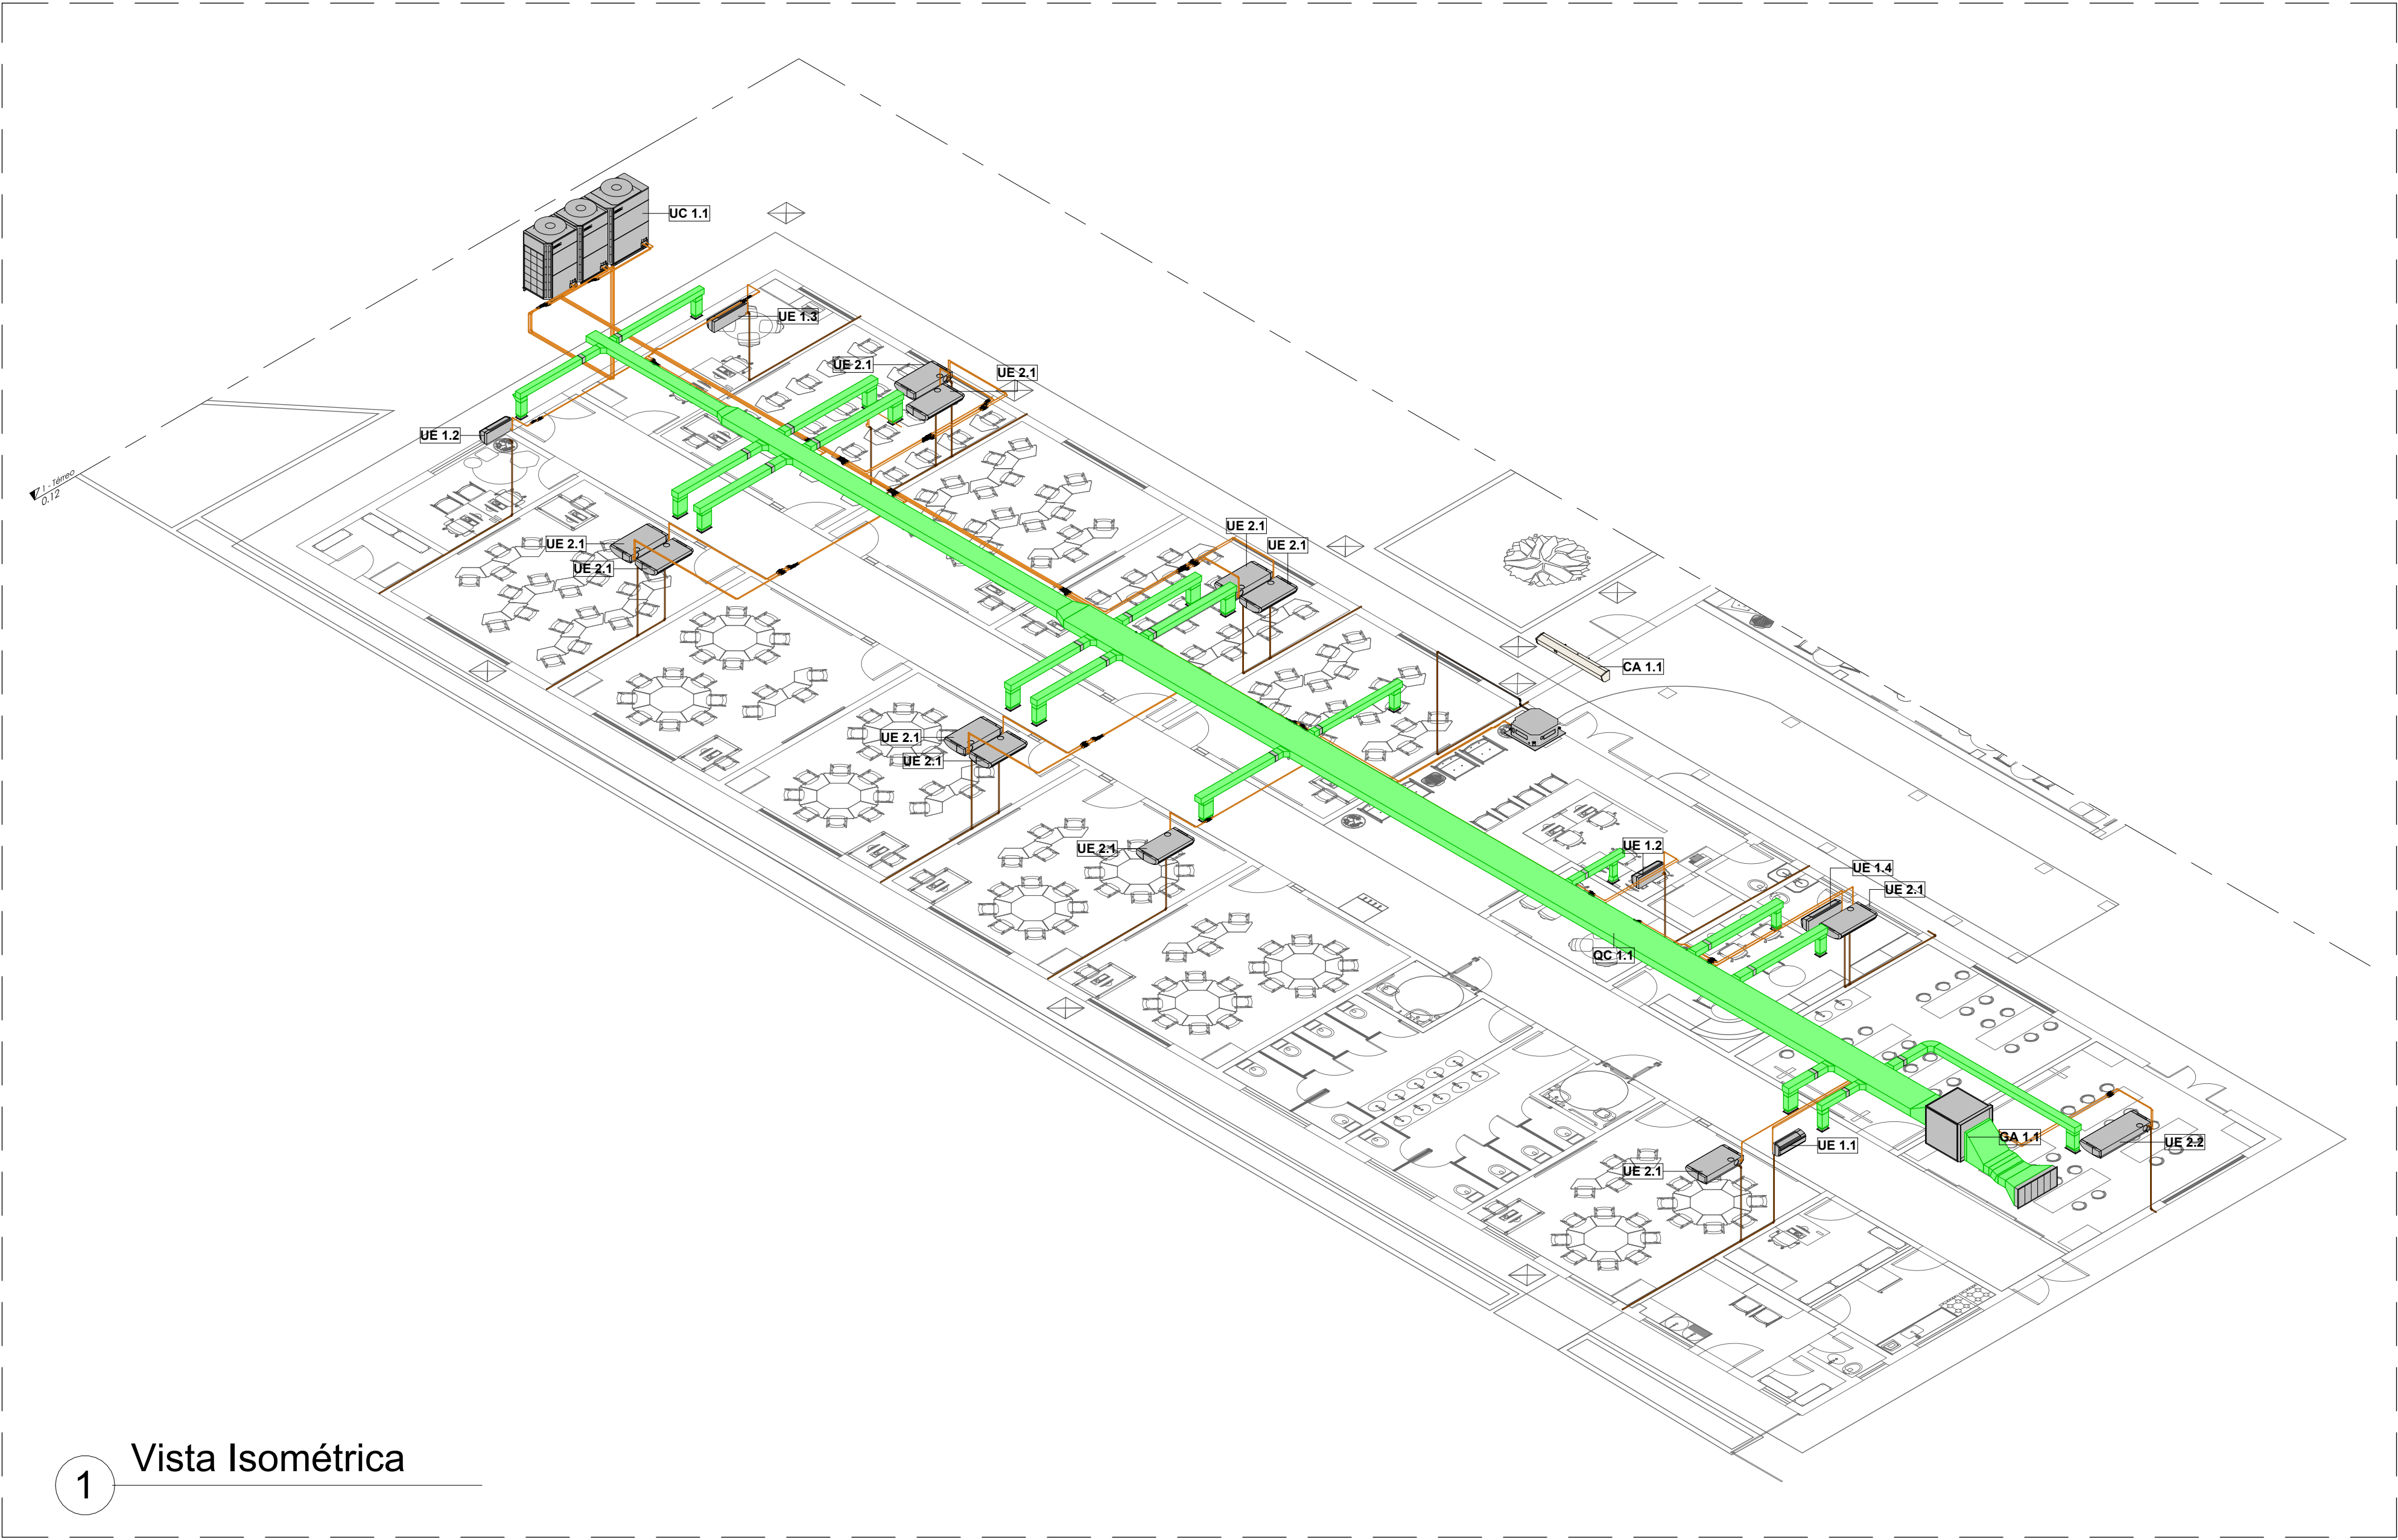 UC 1.1
UE 1.3
UE 2.1
UE 2.1
UE 1.2
1 - Térreo
0.12
UE 2.1
UE 2.1
UE 2.1
UE 2.1
CA 1.1
UE 2.1
UE 2.1
UE 2.1
UE 1.2
UE 1.4
UE 2.1
QC 1.1
GA 1.1
UE 2.2
UE 1.1
UE 2.1
1
Vista Isométrica